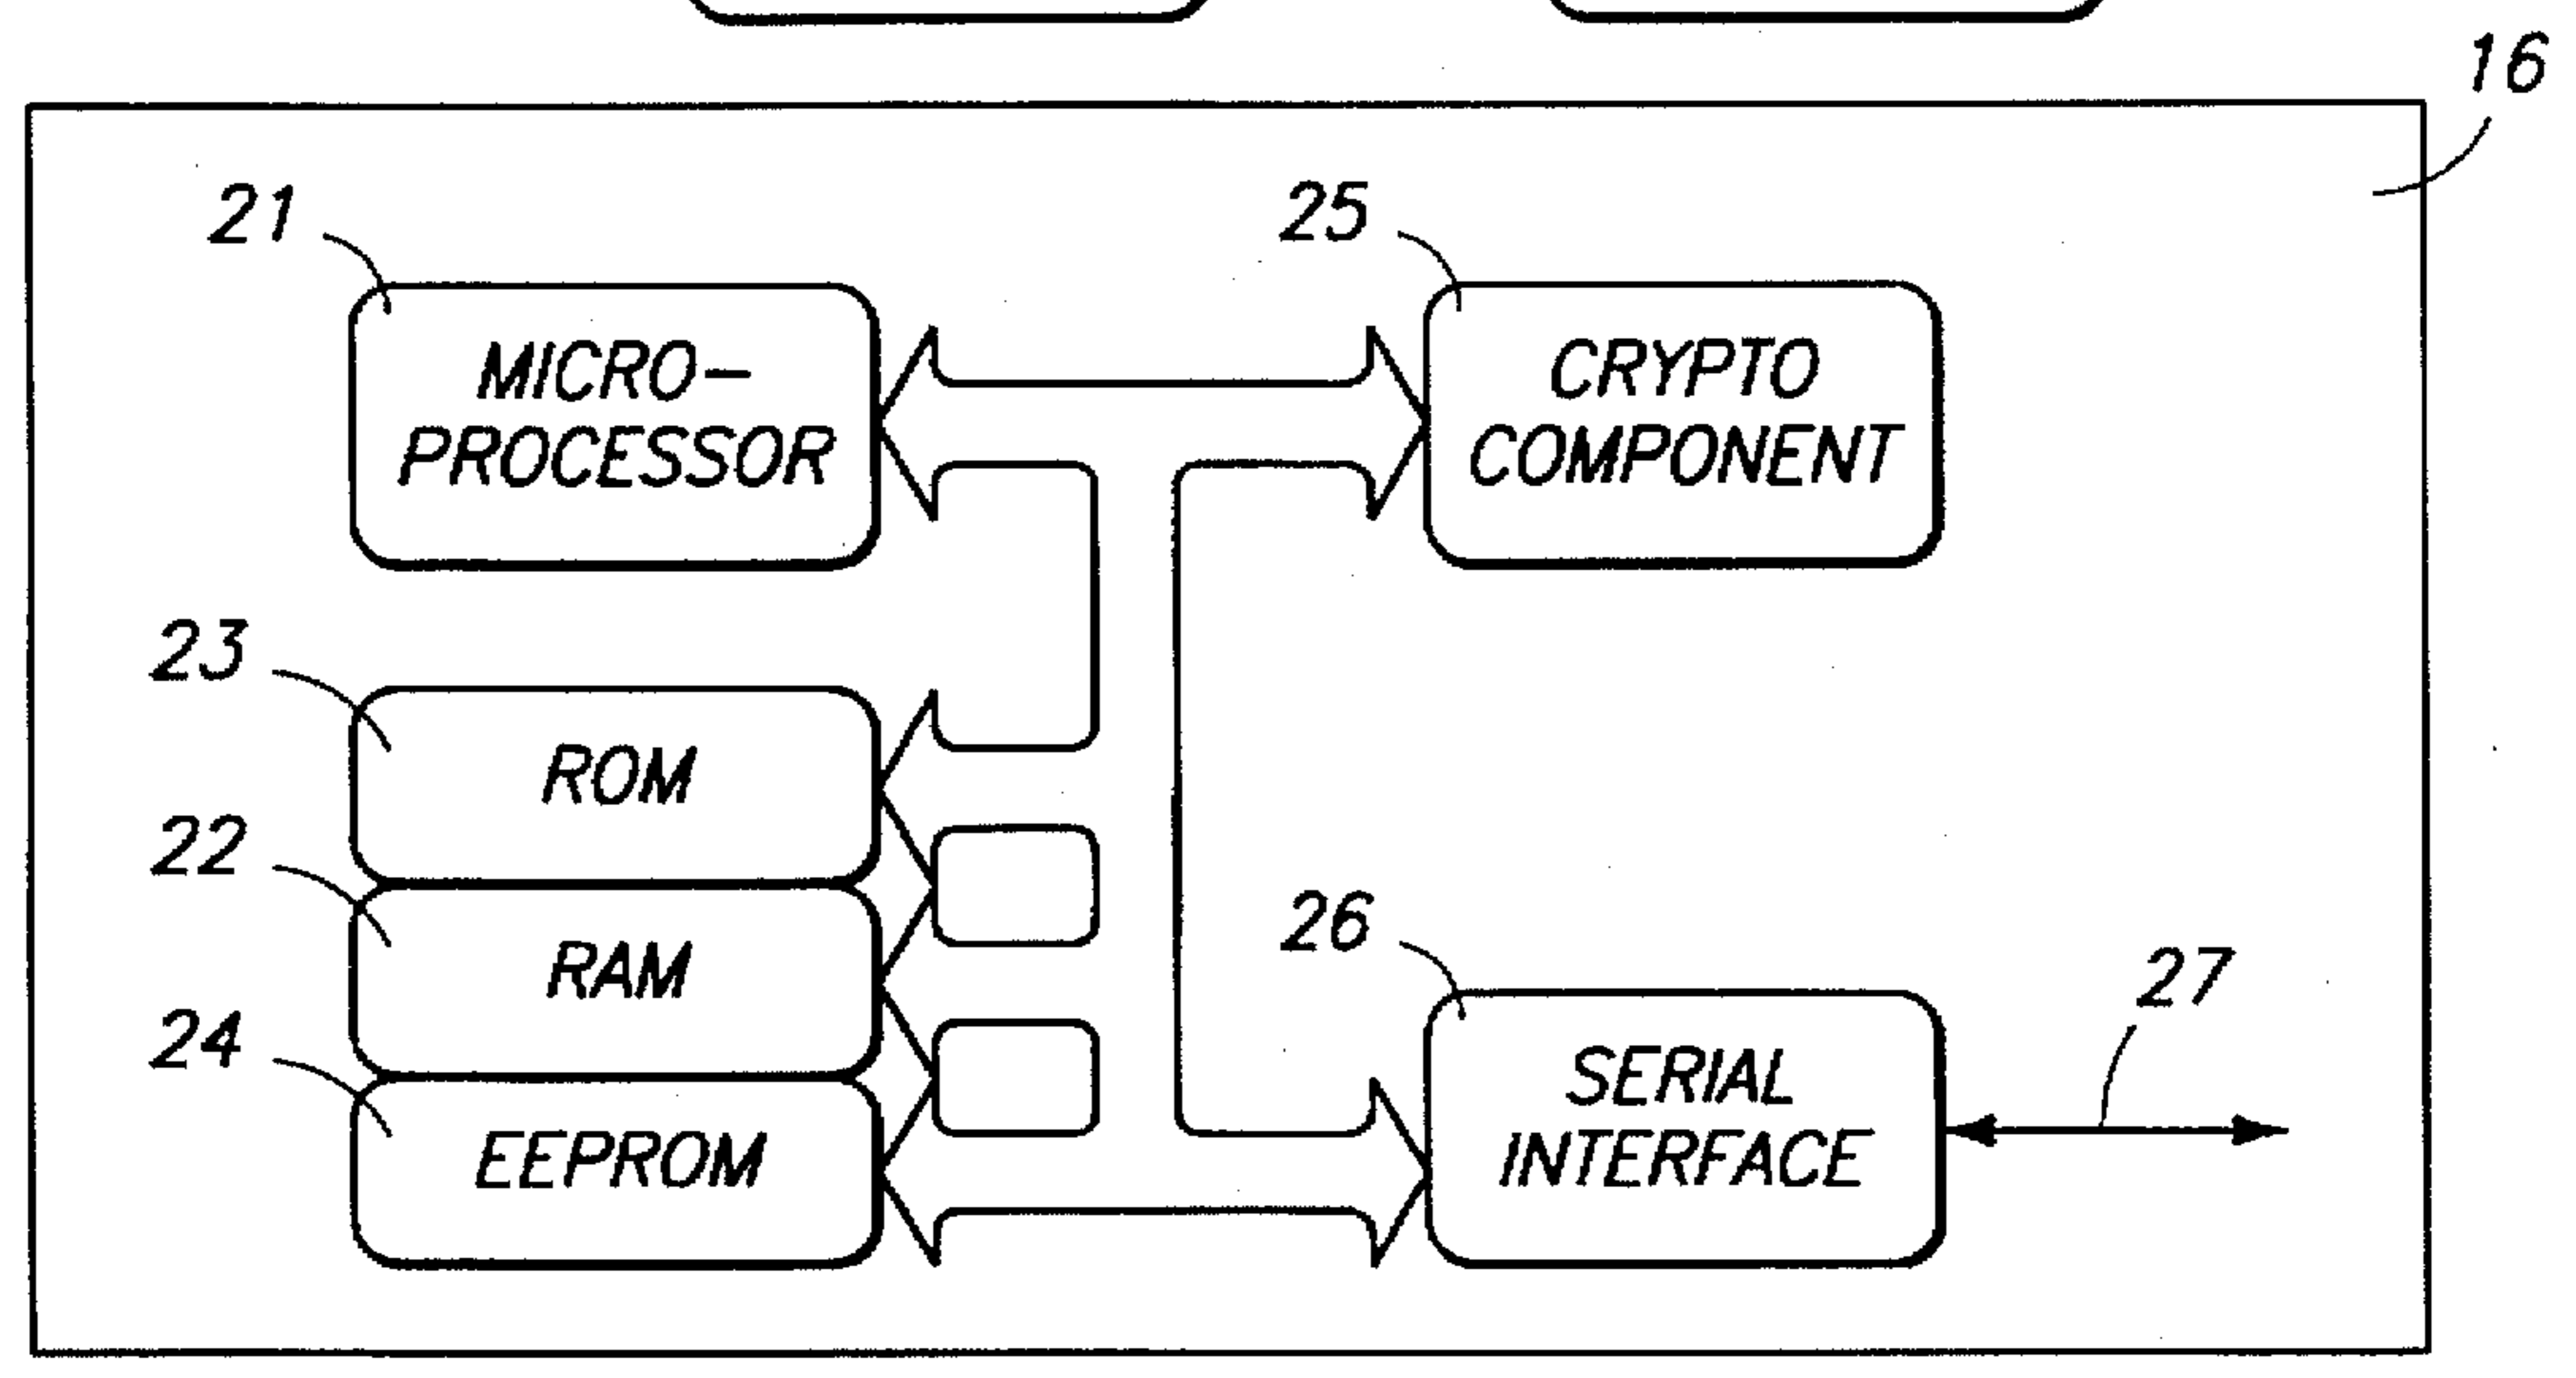 16
21
MICRO-
PROCESSOR
25
CRYPTO
COMPONENT
23
ROM
22
RAM
24
EEPROM
26
SERIAL
INTERFACE
27